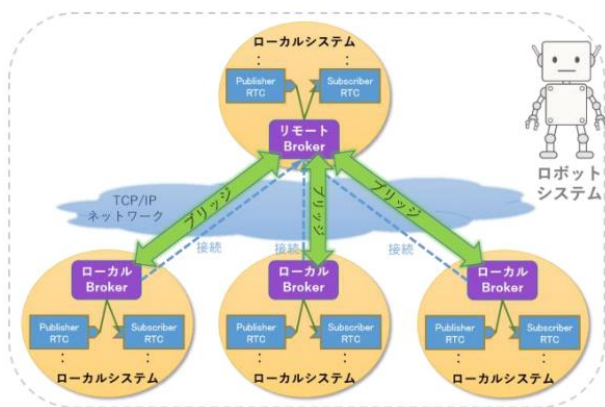 ローカルシステム
:
:
Publisher
RTC
Subscriber
RTC
リモート
Broker
ロボット
システム
TCP/IP
ネットワーク
ブリッジ
ブリッジ
ブリッジ
接続
接続
接続
ローカル
Broker
Publisher
RTC
Subscriber
RTC
:
:
ローカルシステム
ローカル
Broker
Publisher
RTC
Subscriber
RTC
:
:
ローカルシステム
ローカル
Broker
Publisher
RTC
Subscriber
RTC
:
:
ローカルシステム